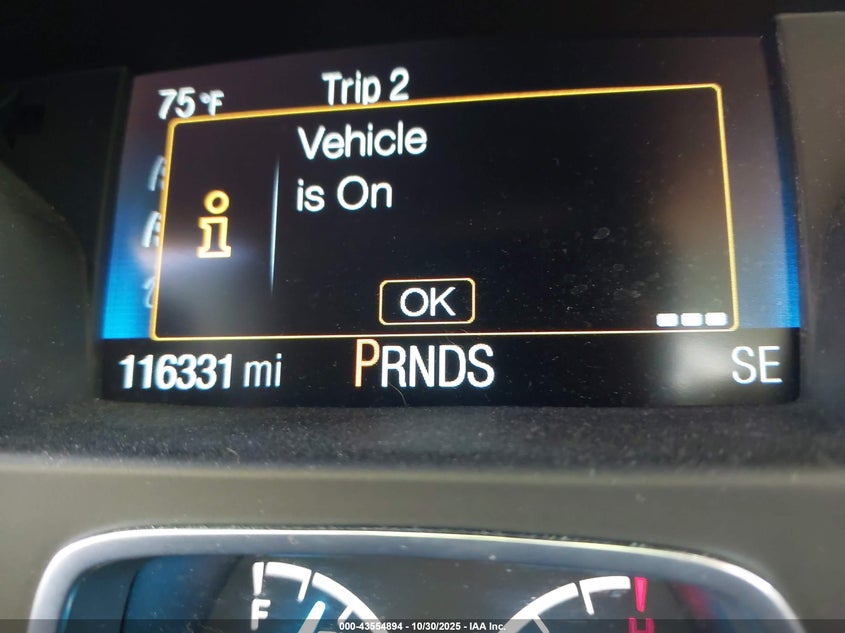 75°F Trip 2
Vehicle
is On
i
OK
116331 mi PRNDS SE
F H
000-43554894 - 10/30/2025 - IAA Inc.